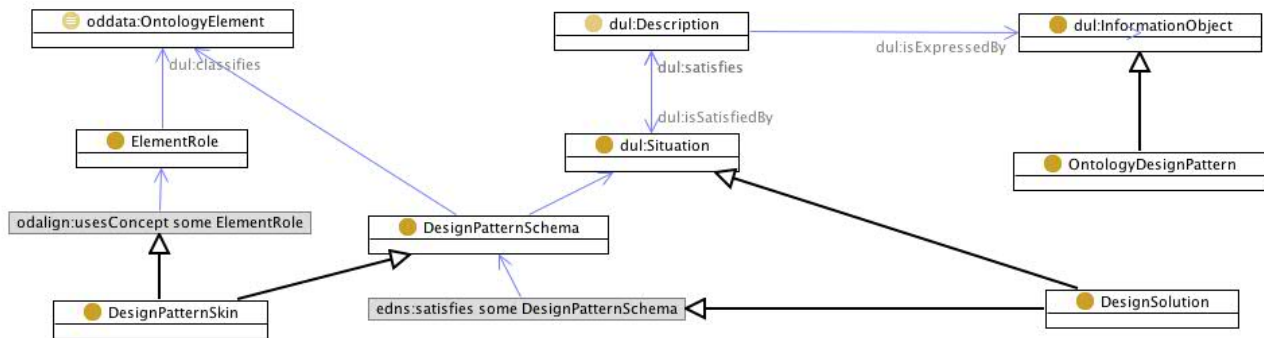 oddata:OntologyElement
dul:Description
dul:InformationObject
dul:isExpressedBy
dul:classifies
dul:satisfies
dul:isSatisfiedBy
ElementRole
dul:Situation
OntologyDesignPattern
odalign:usesConcept some ElementRole
DesignPatternSchema
DesignPatternSkin
edns:satisfies some DesignPatternSchema
DesignSolution